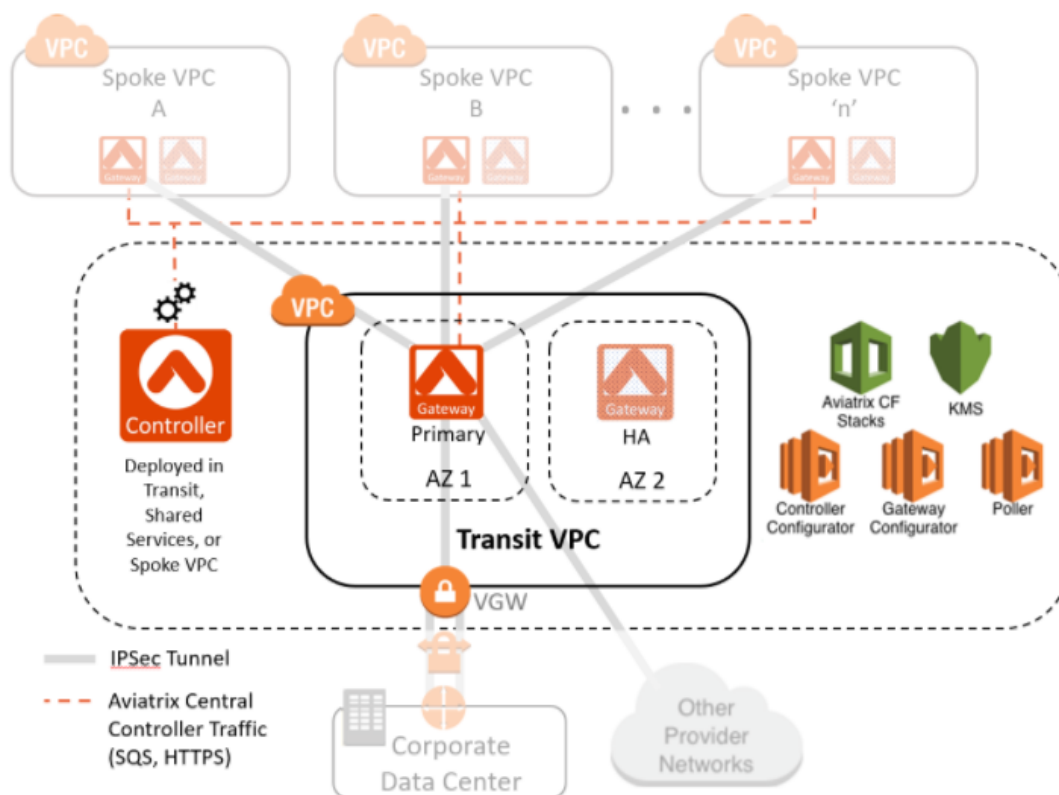 VPC
VPC
VPC
Spoke VPC
A
Spoke VPC
B
Spoke VPC
'n'
Gateway
Gateway
Gateway
Gateway
Gateway
Gateway
VPC
Controller
Deployed in
Transit,
Shared
Services, or
Spoke VPC
Gateway
Primary
AZ 1
Gateway
HA
AZ 2
Transit VPC
VGW
Aviatrix CF
Stacks
KMS
Controller
Configurator
Gateway
Configurator
Poller
IPSec Tunnel
Aviatrix Central
Controller Traffic
(SQS, HTTPS)
Corporate
Data Center
Other
Provider
Networks